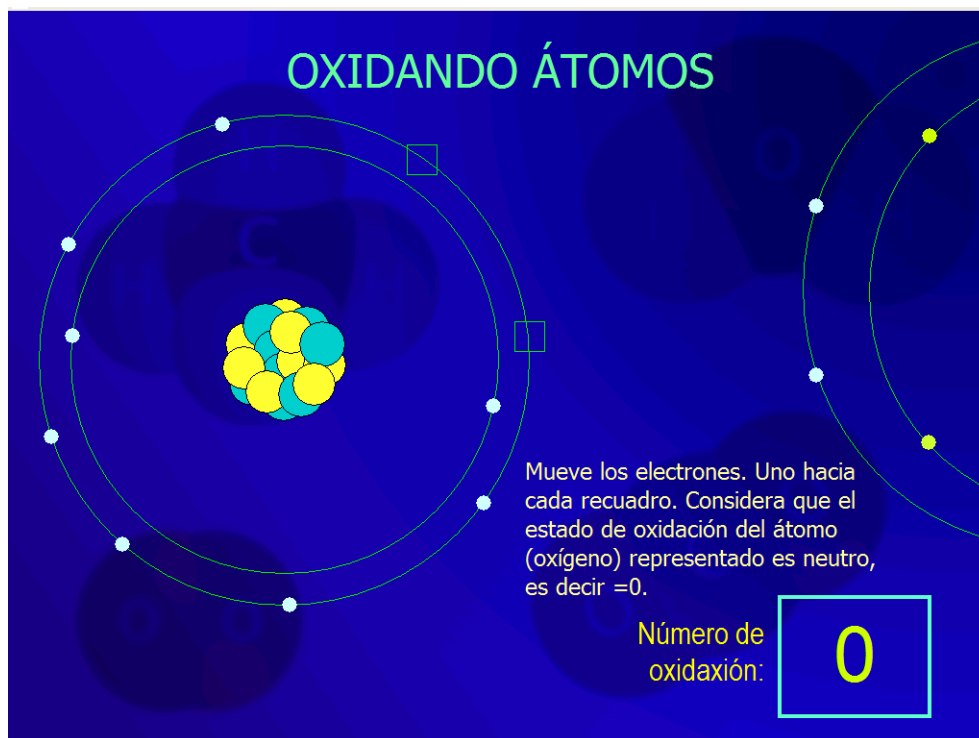 OXIDANDO ÁTOMOS
C
O
Mueve los electrones. Uno hacia
cada recuadro. Considera que el
estado de oxidación del átomo
(oxígeno) representado es neutro,
es decir =0.
Número de
oxidaxión:
0
O
O